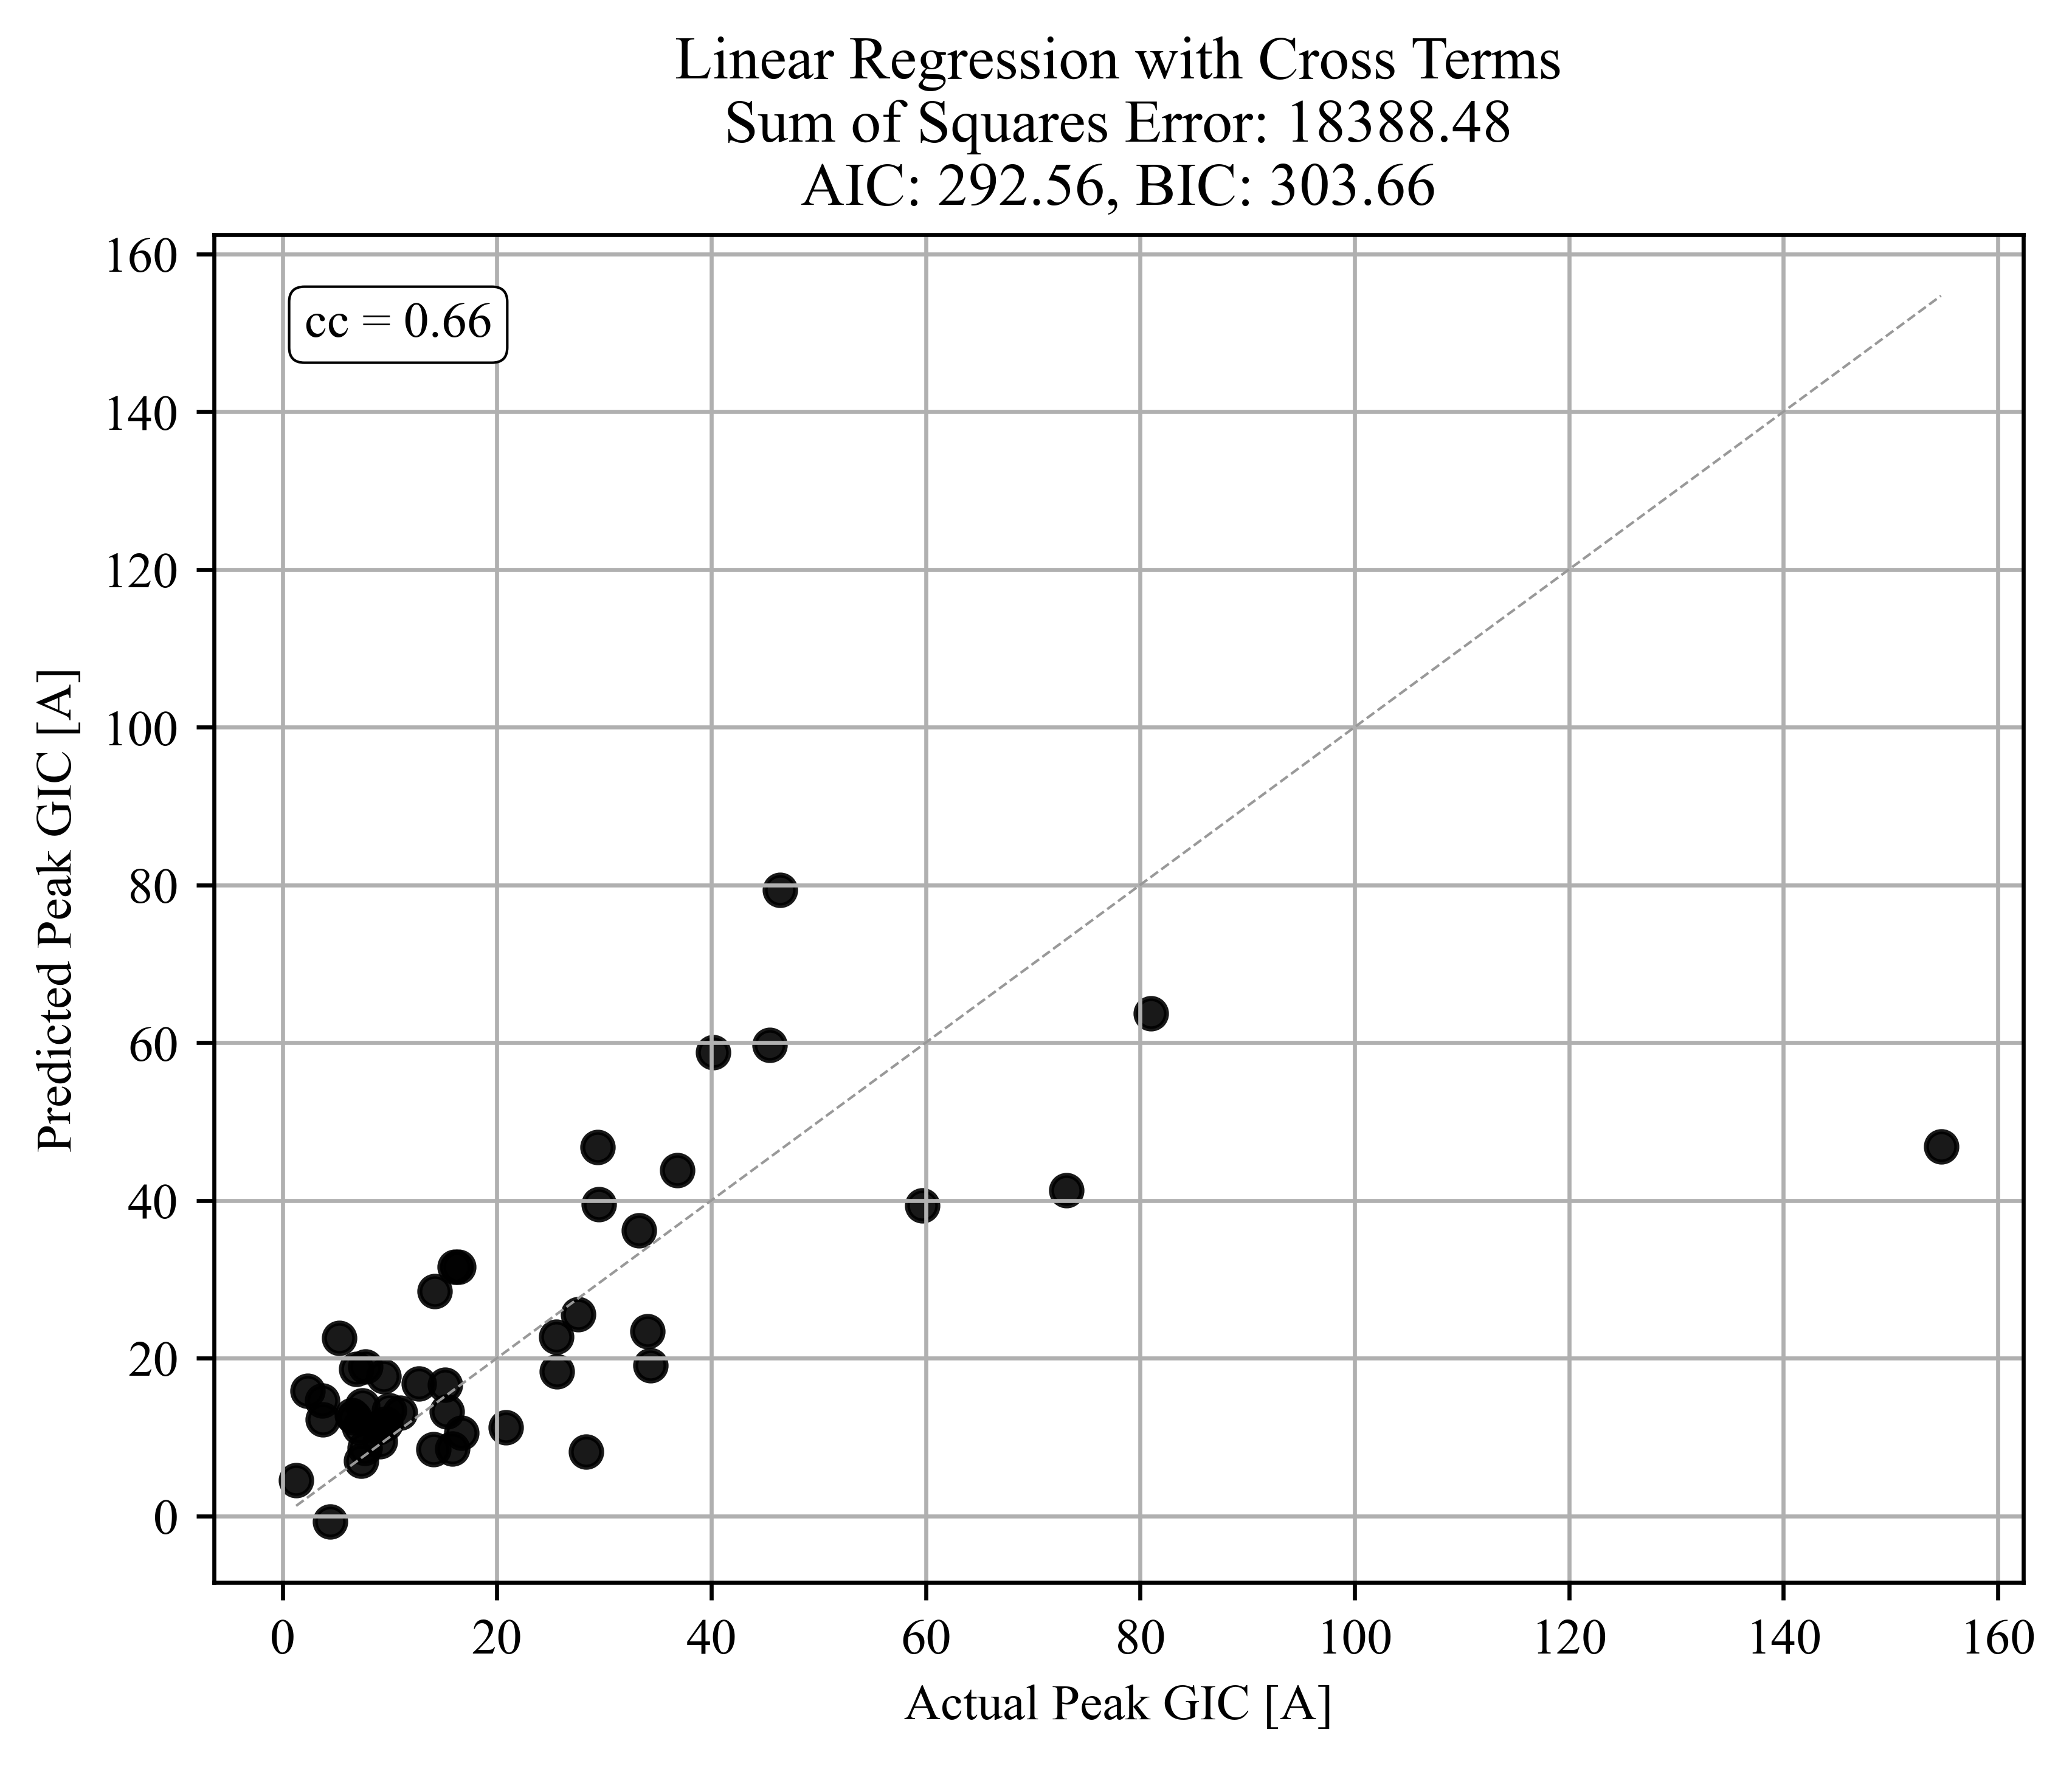 Linear Regression with Cross Terms
Sum of Squares Error: 18388.48
AIC: 292.56, BIC: 303.66
cc = 0.66
Predicted Peak GIC [A]
160
140
120
100
80
60
40
20
0
0 20 40 60 80 100 120 140 160
Actual Peak GIC [A]